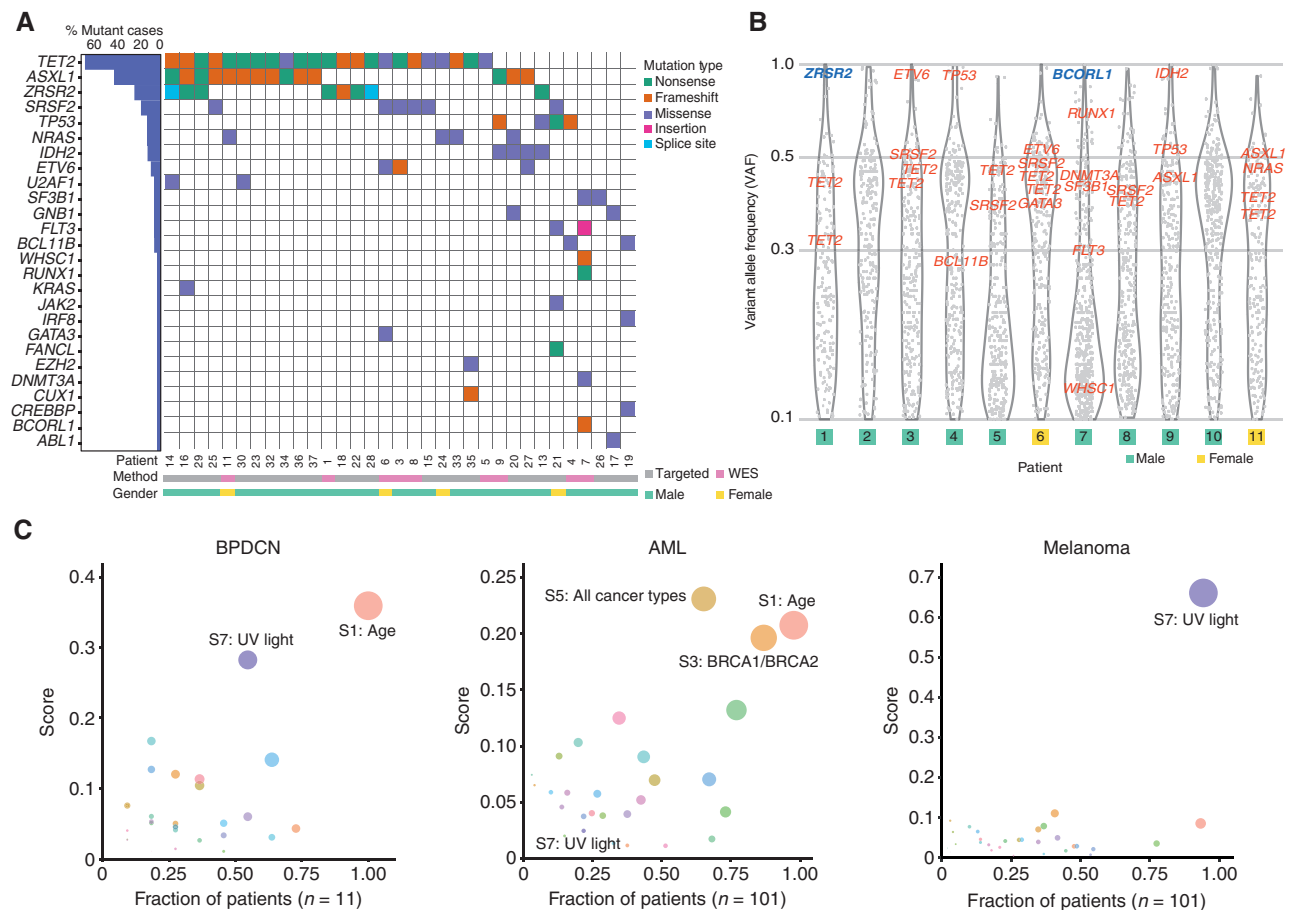 A
% Mutant cases
60 40 20 0
TET2
ASXL1
ZRSR2
SRSF2
TP53
NRAS
IDH2
ETV6
U2AF1
SF3B1
GNB1
FLT3
BCL11B
WHSC1
RUNX1
KRAS
JAK2
IRF8
GATA3
FANCL
EZH2
DNMT3A
CUX1
CREBBP
BCORL1
ABL1
Patient 14 16 29 25 11 30 23 32 34 36 37 1 18 22 28 6 3 8 15 24 33 35 5 9 20 27 13 21 4 7 26 17 19
Method
Gender
Mutation type
Nonsense
Frameshift
Missense
Insertion
Splice site
Targeted WES
Male Female
B
Variant allele frequency (VAF)
1.0
0.5
0.3
0.1
ZRSR2
TET2
TET2
ETV6
SRSF2
TET2
TET2
TP53
BCL11B
TET2
SRSF2
ETV6
SRSF2
TET2
TET2
GATA3
BCORL1
RUNX1
DNMT3A
SF3B1
FLT3
WHSC1
SRSF2
TET2
IDH2
TP53
ASXL1
ASXL1
NRAS
TET2
TET2
1 2 3 4 5 6 7 8 9 10 11
Patient
Male Female
C
BPDCN
Score
0.4
0.3
0.2
0.1
0
S7: UV light
S1: Age
0 0.25 0.50 0.75 1.00
Fraction of patients (n = 11)
AML
Score
0.25
0.20
0.15
0.10
0.05
0
S5: All cancer types
S1: Age
S3: BRCA1/BRCA2
S7: UV light
0 0.25 0.50 0.75 1.00
Fraction of patients (n = 101)
Melanoma
Score
0.7
0.6
0.5
0.4
0.3
0.2
0.1
0
S7: UV light
0 0.25 0.50 0.75 1.00
Fraction of patients (n = 101)